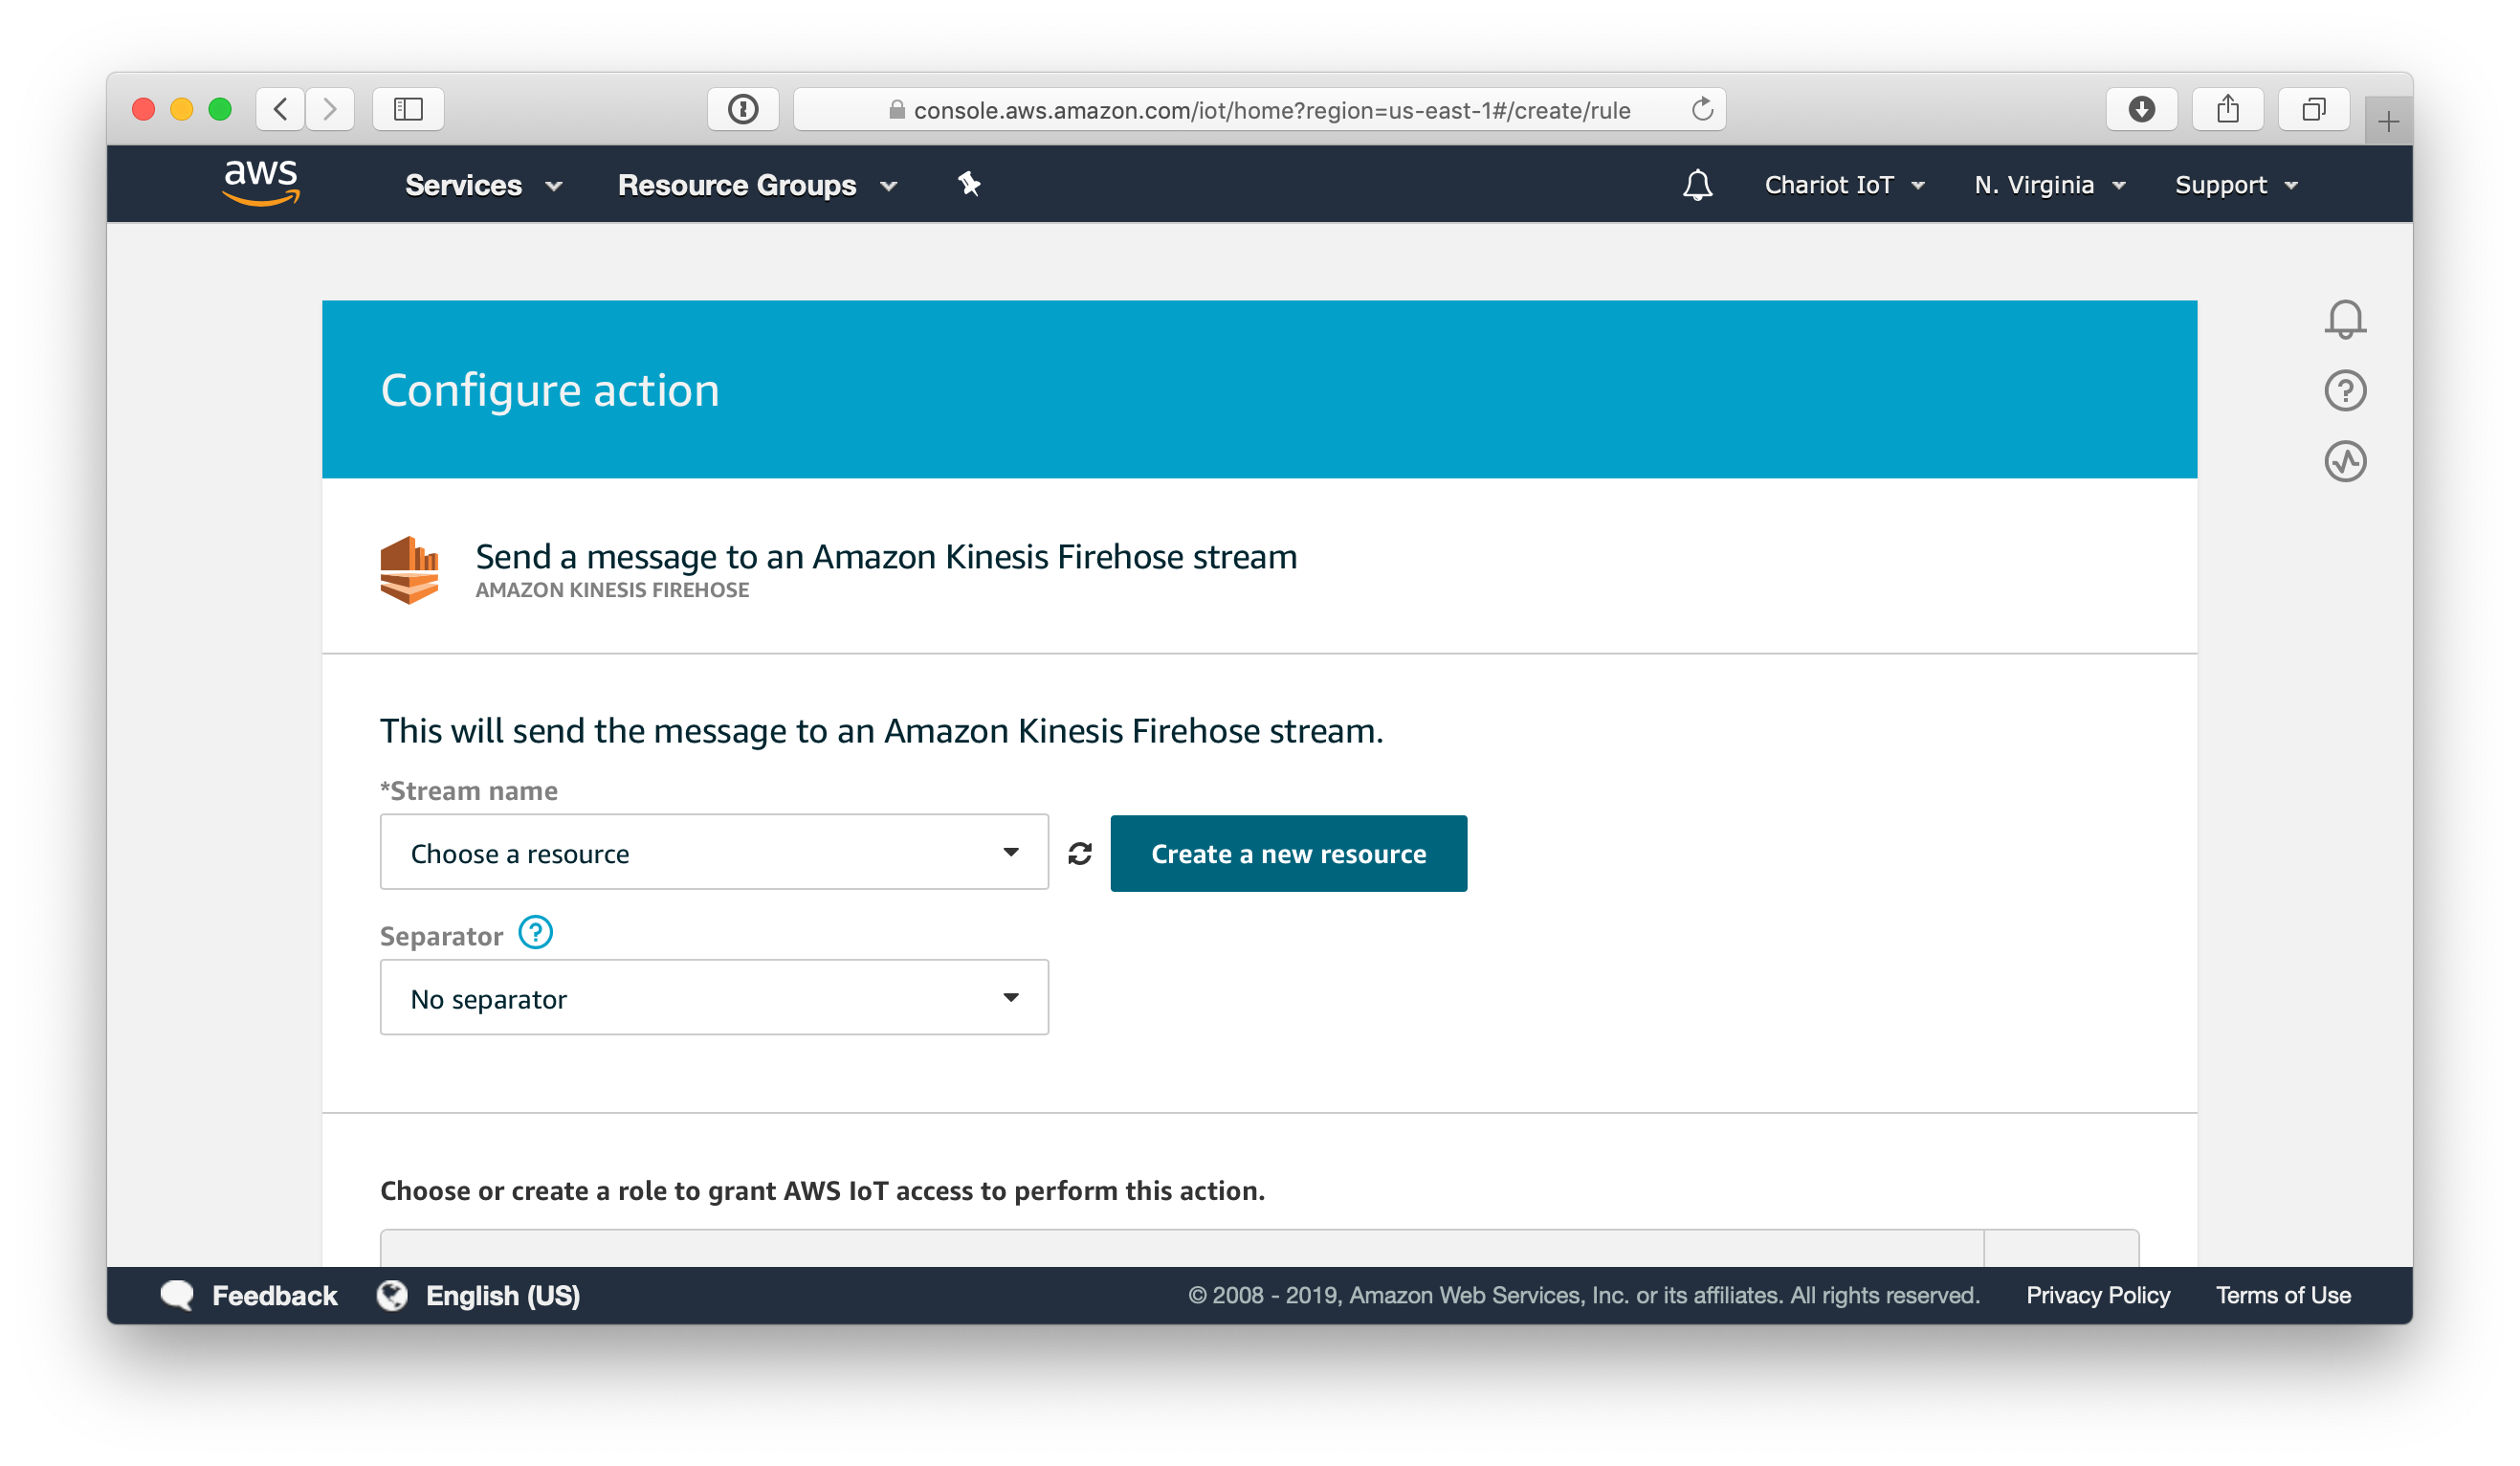 console.aws.amazon.com/iot/home?region=us-east-1#/create/rule
aws
Services
Resource Groups
Chariot IoT
N. Virginia
Support
Configure action
Send a message to an Amazon Kinesis Firehose stream
AMAZON KINESIS FIREHOSE
This will send the message to an Amazon Kinesis Firehose stream.
*Stream name
Choose a resource
Create a new resource
Separator
No separator
Choose or create a role to grant AWS IoT access to perform this action.
Feedback
English (US)
© 2008 - 2019, Amazon Web Services, Inc. or its affiliates. All rights reserved.
Privacy Policy
Terms of Use